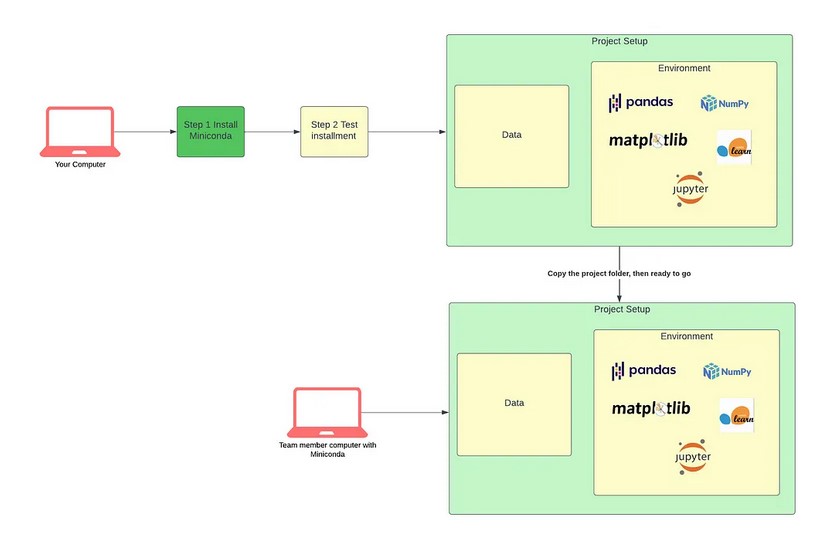 Project Setup
Environment
pandas
NumPy
matplotlib
learn
jupyter
Data
Step 1 Install
Miniconda
Step 2 Test
installment
Your Computer
Copy the project folder, then ready to go
Project Setup
Environment
pandas
NumPy
matplotlib
learn
jupyter
Data
Team member computer with
Miniconda